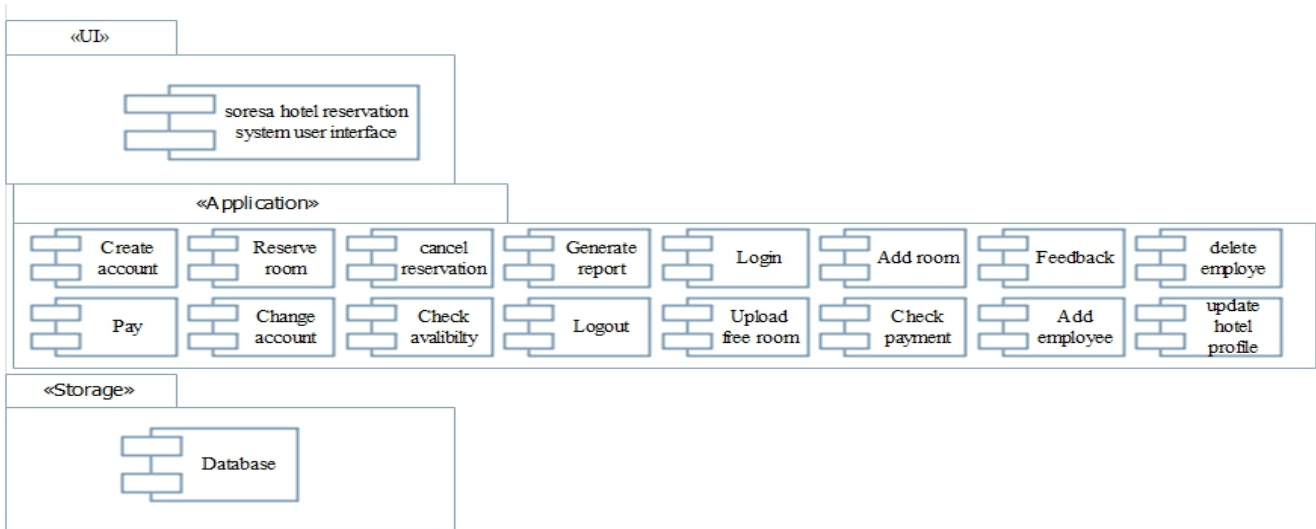 «UI»
soresa hotel reservation
system user interface
«Application»
Create
account
Reserve
room
cancel
reservation
Generate
report
Login
Add room
Feedback
delete
employe
Pay
Change
account
Check
avalibilty
Logout
Upload
free room
Check
payment
Add
employee
update
hotel
profile
«Storage»
Database